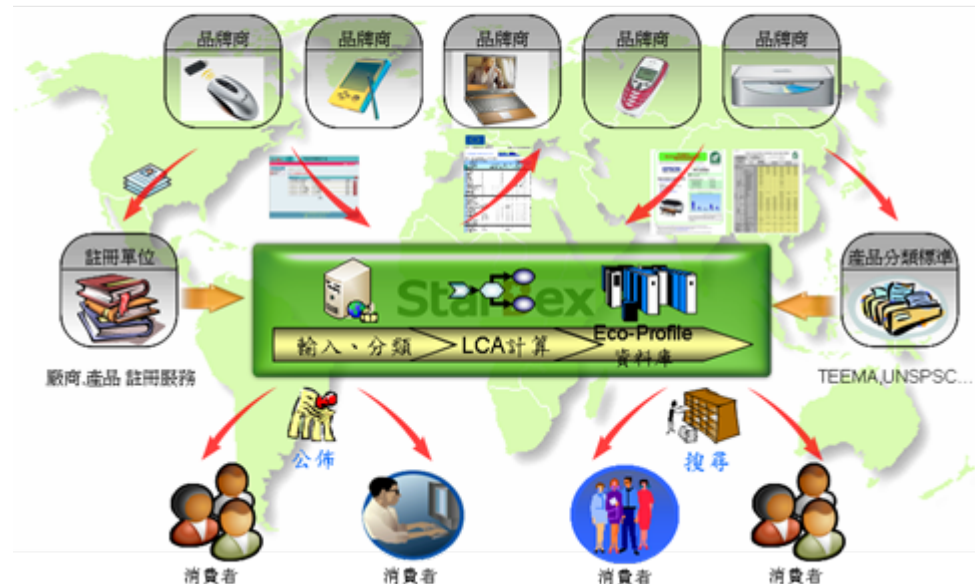 品牌商
品牌商
品牌商
品牌商
品牌商
註冊單位
產品分類標準
輸入、分類
LCA計算
Eco-Profile
資料庫
廠商,產品 註冊服務
TEEMA,UNSPSC...
公佈
搜尋
消費者
消費者
消費者
消費者